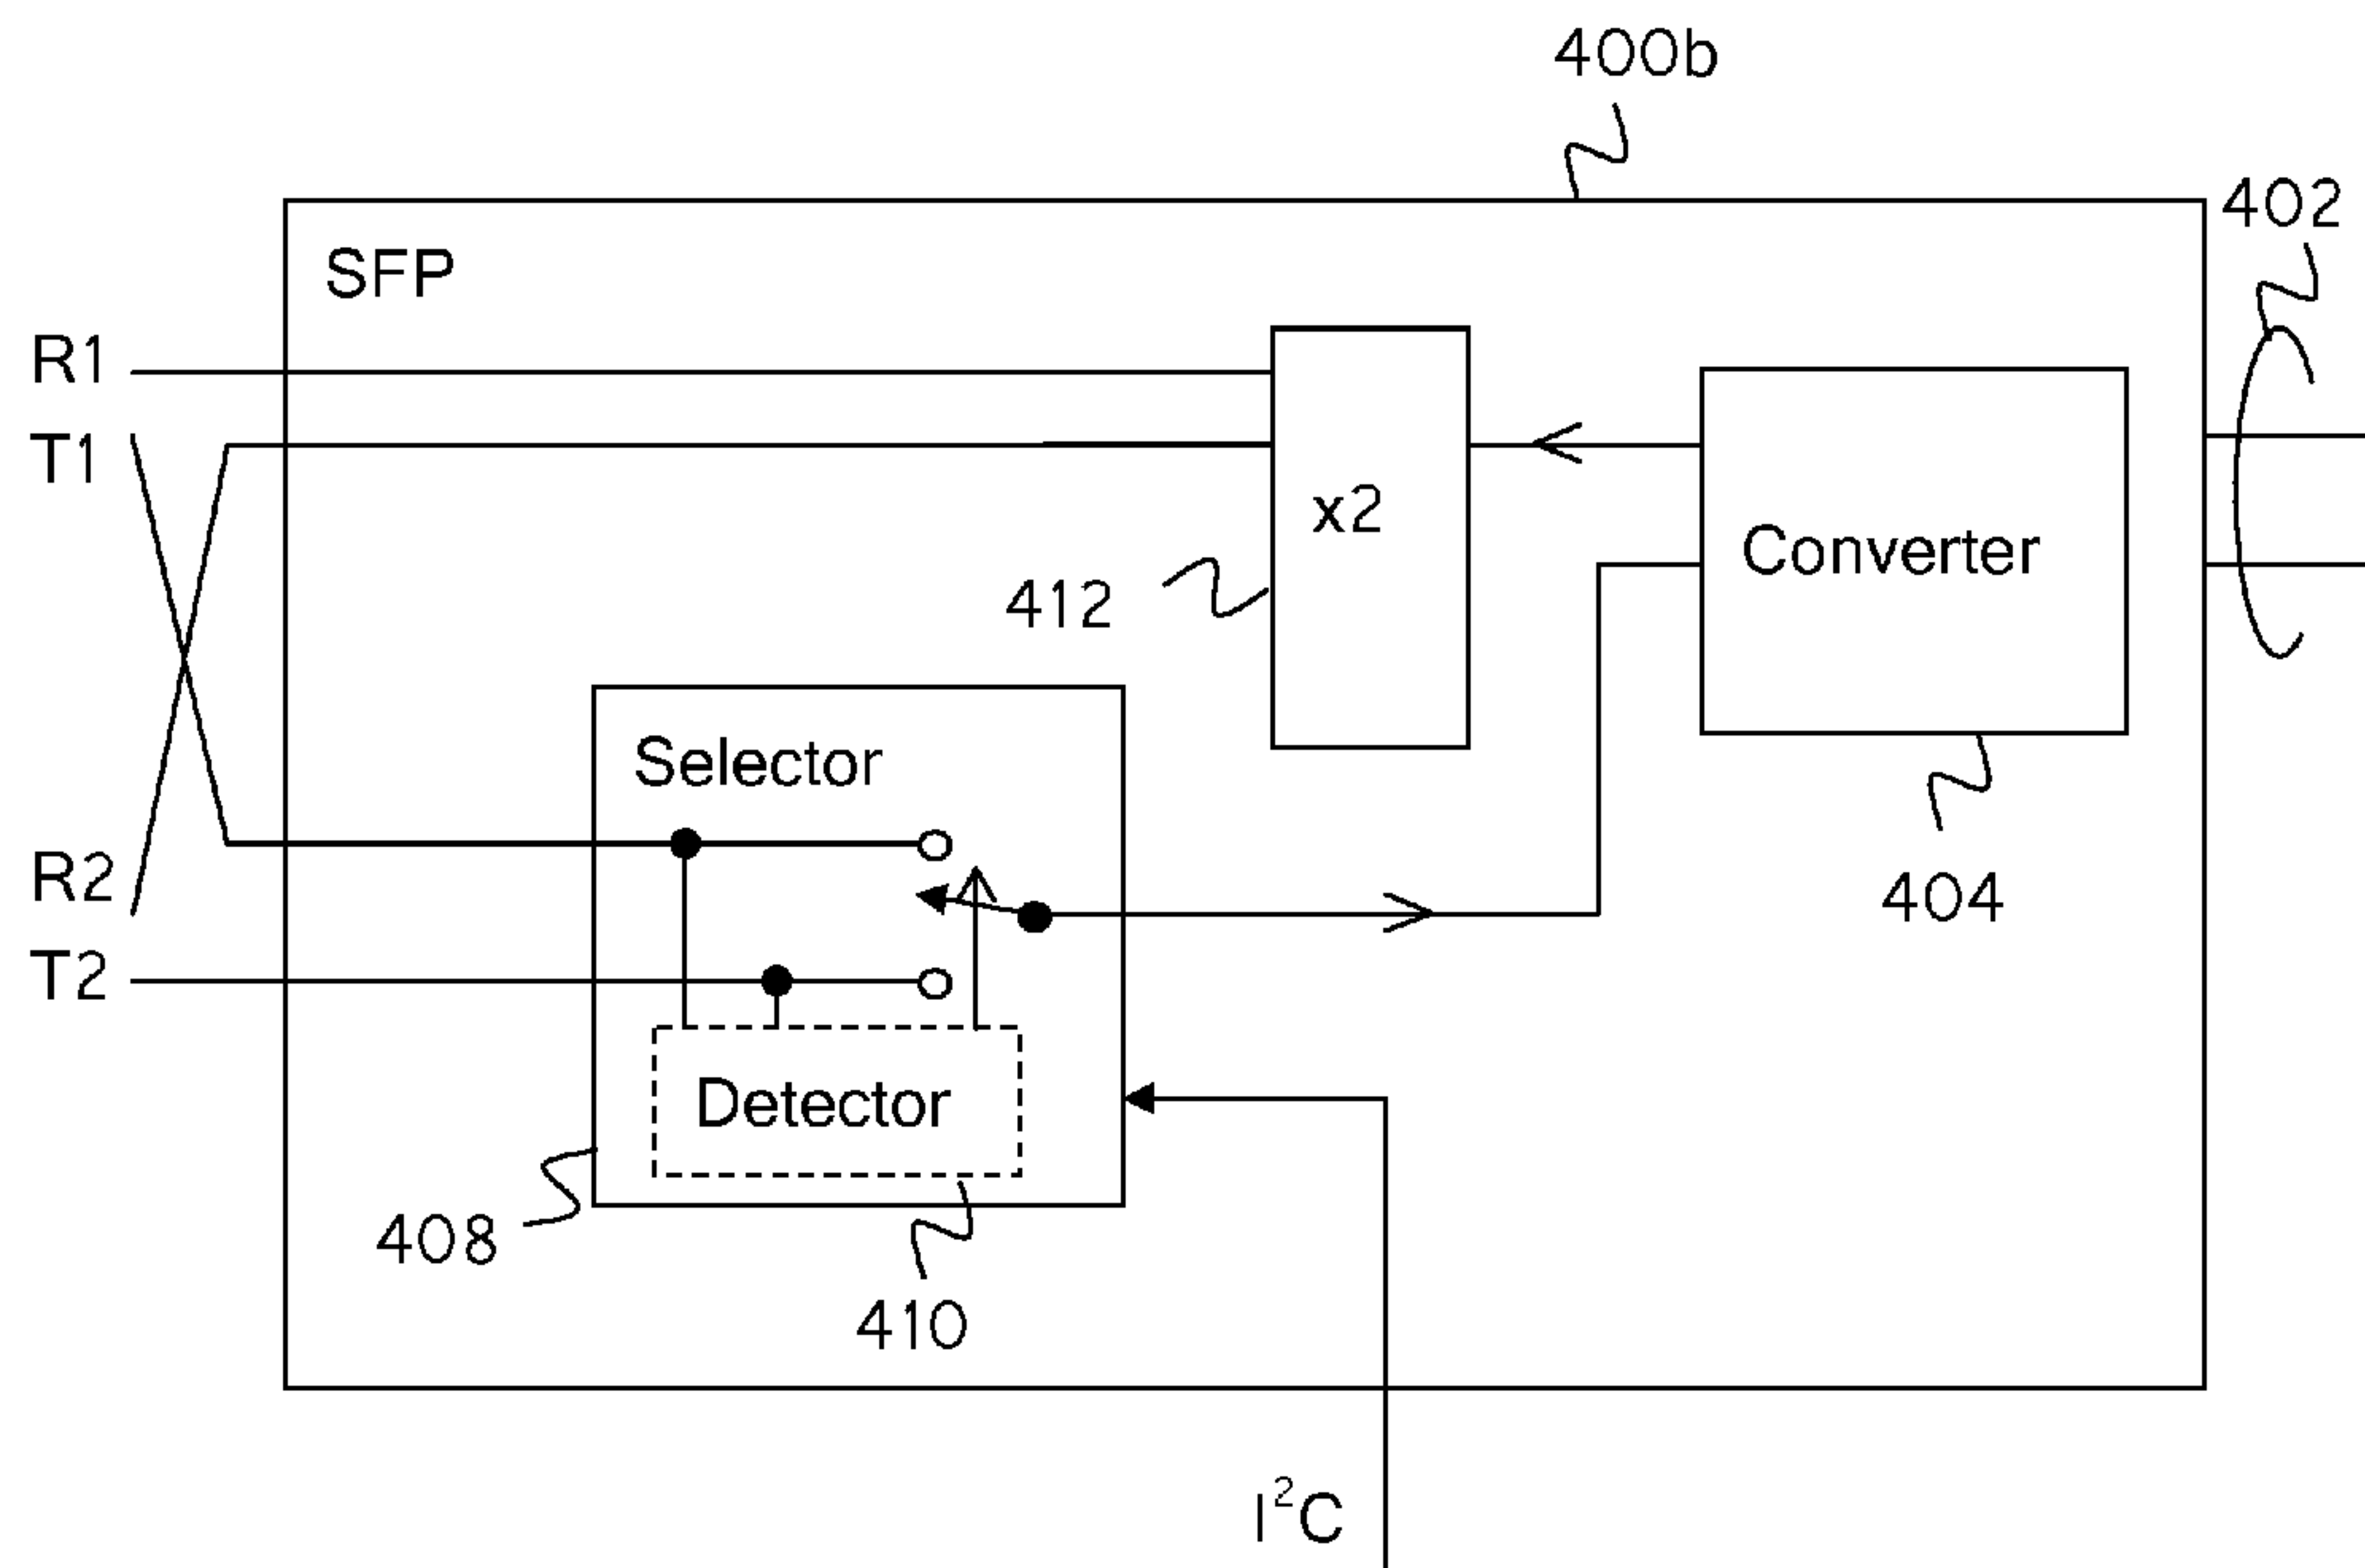 400b
402
SFP
R1
T1
x2
Converter
412
Selector
R2
404
T2
Detector
408
410
I²C